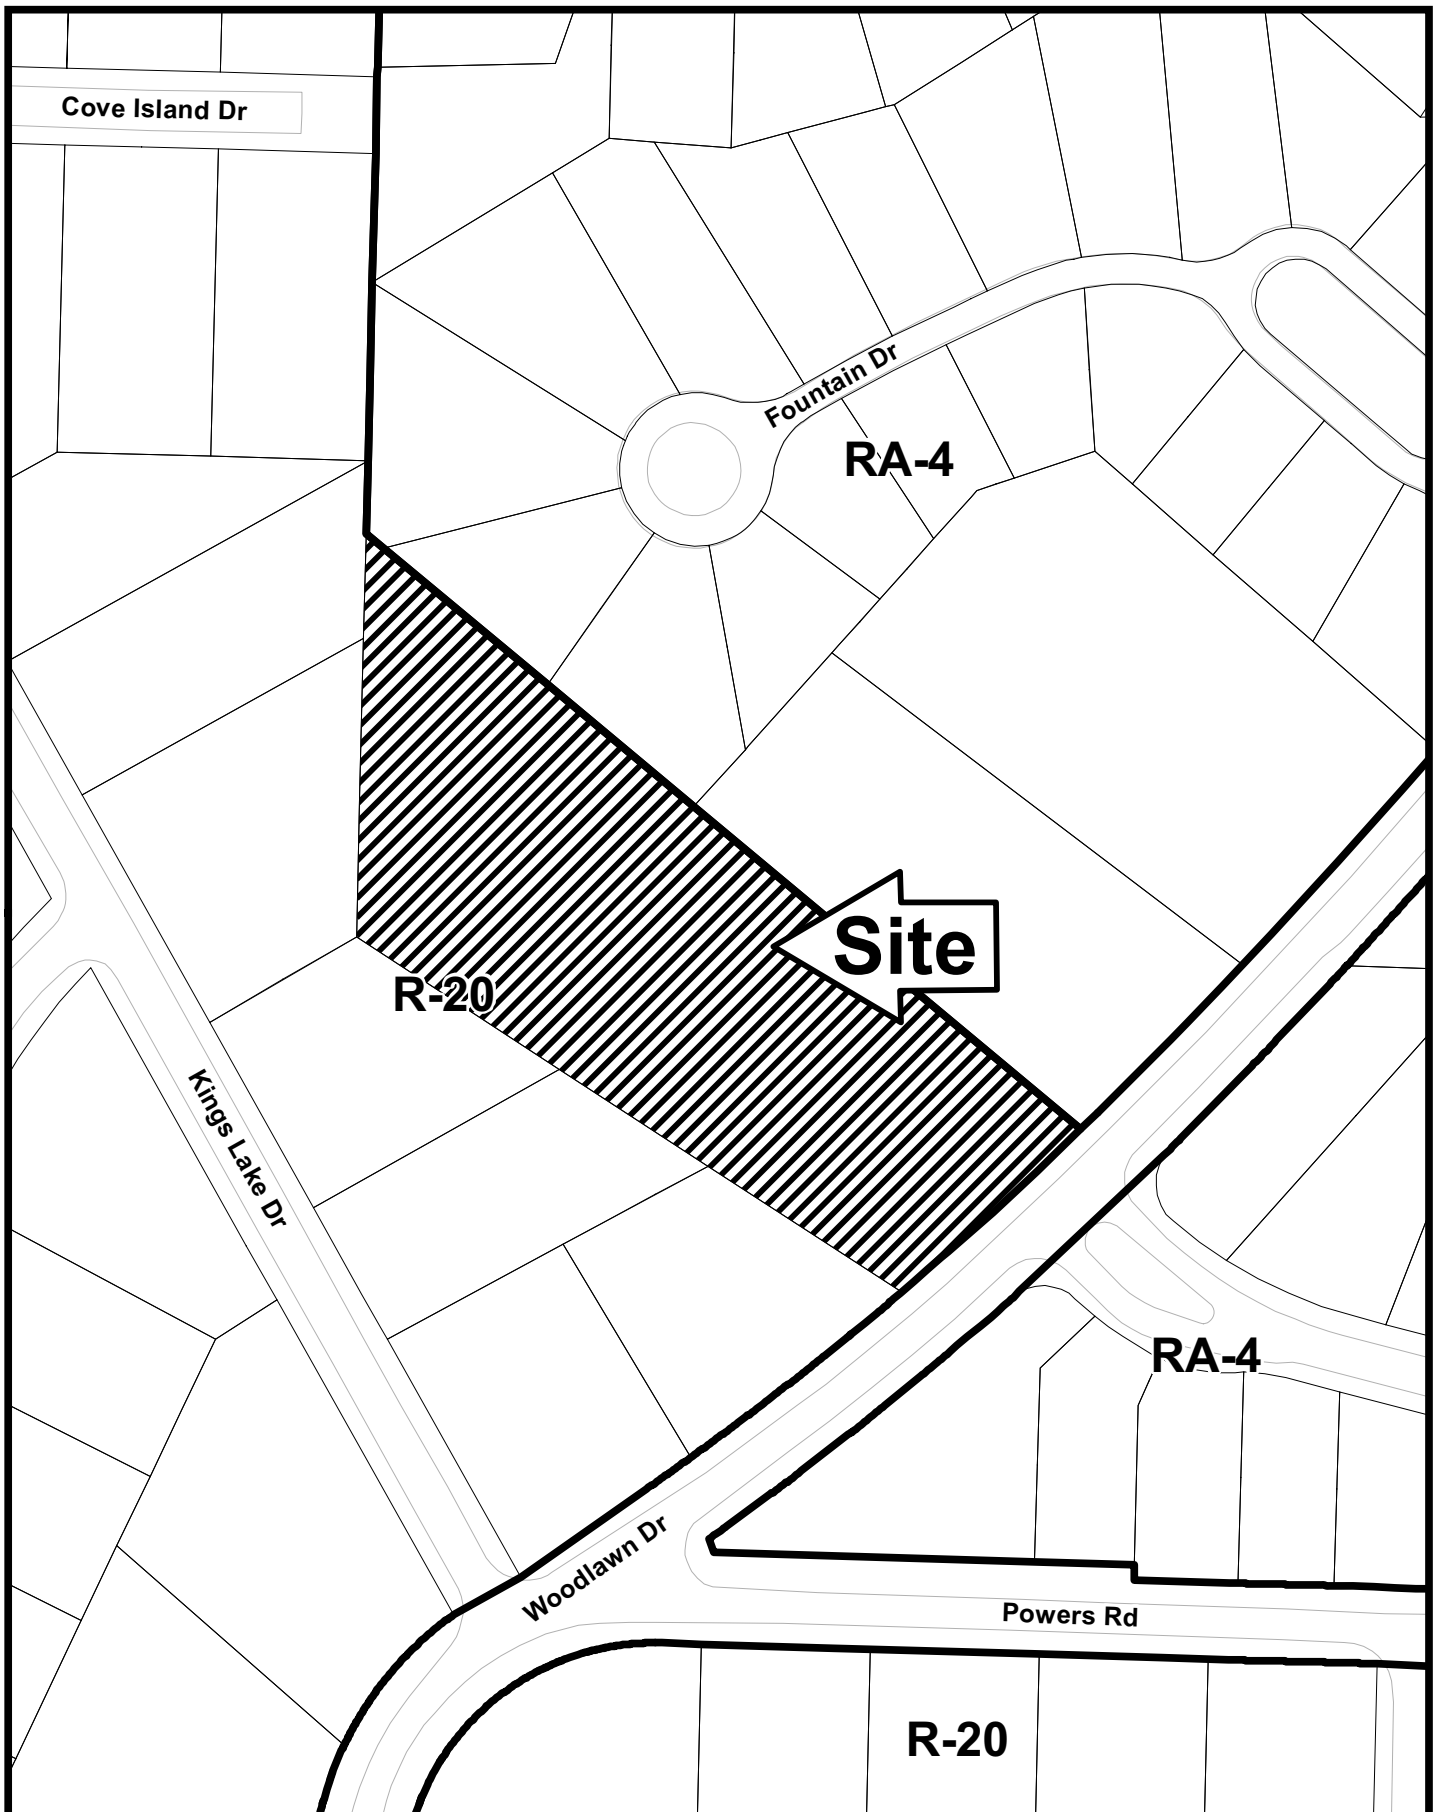 Cove Island Dr
Fountain Dr
RA-4
Site
R-20
Kings Lake Dr
RA-4
Woodlawn Dr
Powers Rd
R-20